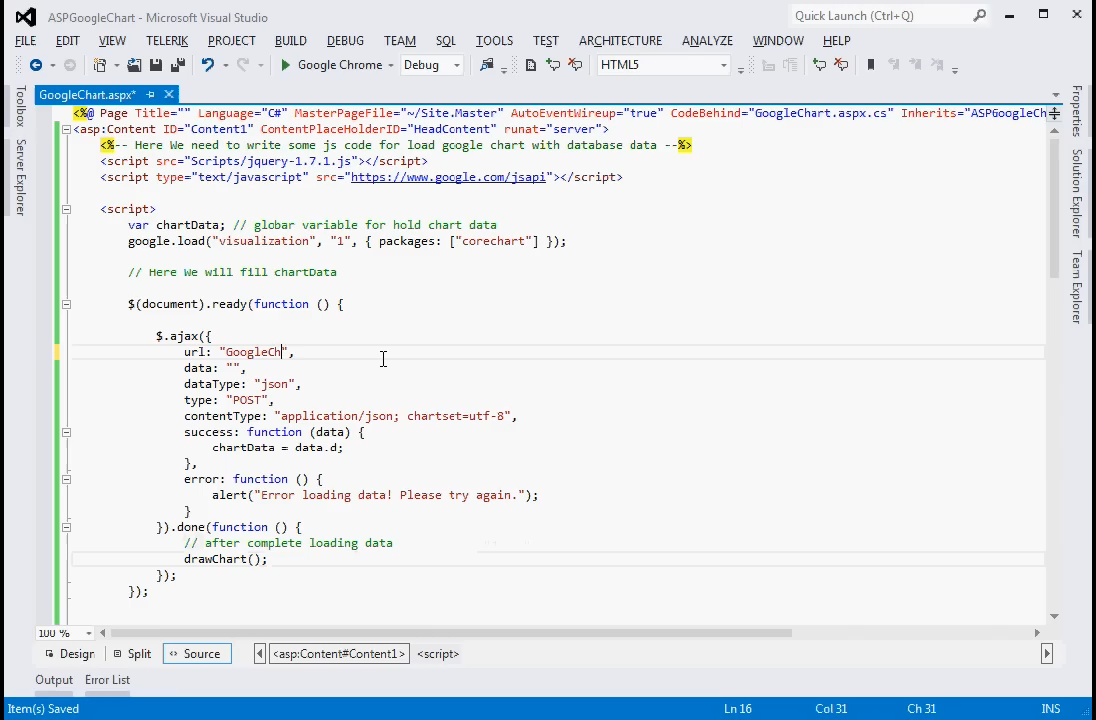 ASPGoogleChart - Microsoft Visual Studio
Quick Launch (Ctrl+Q)
FILE EDIT VIEW TELERIK PROJECT BUILD DEBUG TEAM SQL TOOLS TEST ARCHITECTURE ANALYZE WINDOW HELP
Google Chrome Debug HTML5
GoogleChart.aspx*
Toolbox
Server Explorer
Properties
Solution Explorer
Team Explorer
<%@ Page Title="" Language="C#" MasterPageFile="~/Site.Master" AutoEventWireup="true" CodeBehind="GoogleChart.aspx.cs" Inherits="ASPGoogleCh
<asp:Content ID="Content1" ContentPlaceHolderID="HeadContent" runat="server">
<%-- Here We need to write some js code for load google chart with database data --%>
<script src="Scripts/jquery-1.7.1.js"></script>
<script type="text/javascript" src="https://www.google.com/jsapi"></script>
<script>
var chartData; // globar variable for hold chart data
google.load("visualization", "1", { packages: ["corechart"] });
// Here We will fill chartData
$(document).ready(function () {
$.ajax({
url: "GoogleCh",
data: "",
dataType: "json",
type: "POST",
contentType: "application/json; chartset=utf-8",
success: function (data) {
chartData = data.d;
},
error: function () {
alert("Error loading data! Please try again.");
}
}).done(function () {
// after complete loading data
drawChart();
});
});
100 %
Design Split Source <asp:Content#Content1> <script>
Output Error List
Item(s) Saved Ln 16 Col 31 Ch 31 INS